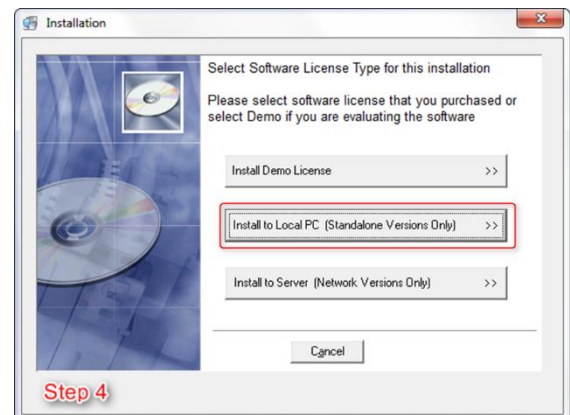 Installation
Select Software License Type for this installation
Please select software license that you purchased or
select Demo if you are evaluating the software
Install Demo License >>
Install to Local PC (Standalone Versions Only) >>
Install to Server (Network Versions Only) >>
Cancel
Step 4